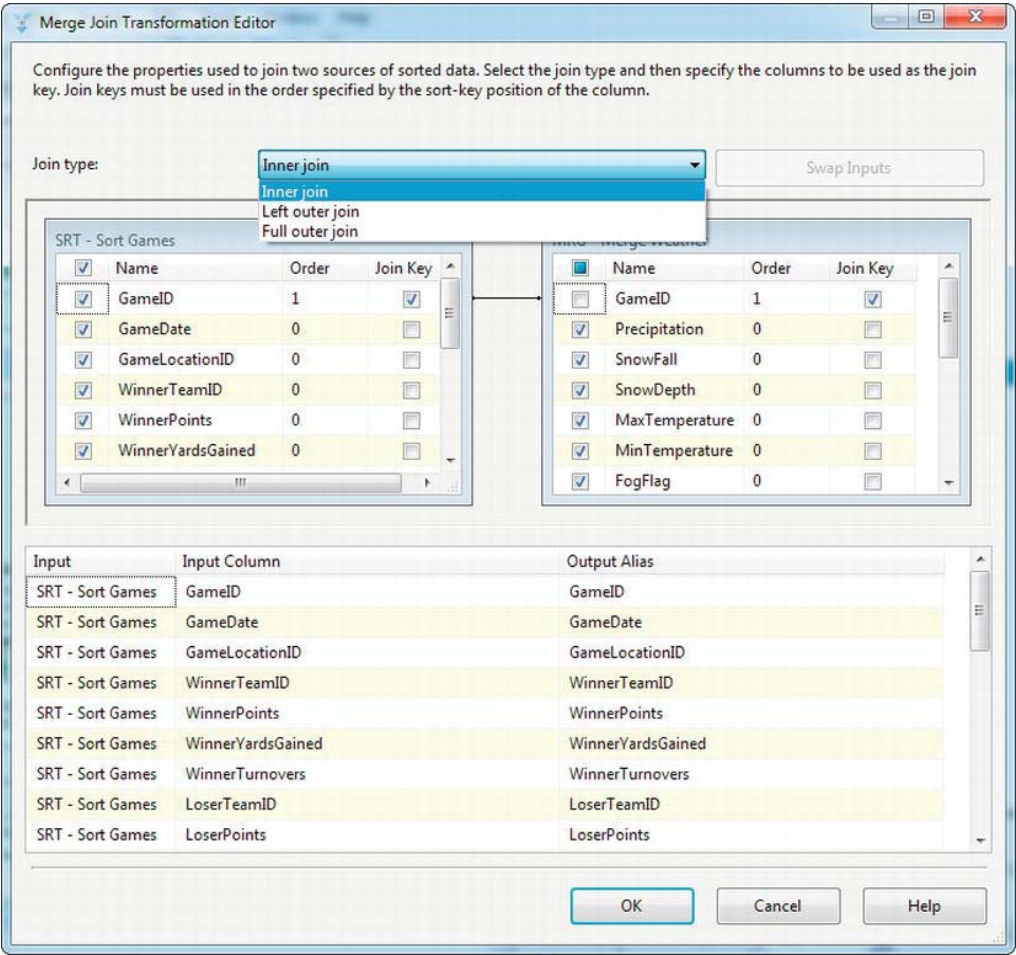 Merge Join Transformation Editor
Configure the properties used to join two sources of sorted data. Select the join type and then specify the columns to be used as the join
key. Join keys must be used in the order specified by the sort-key position of the column.
Join type:
Inner join
Swap Inputs
Inner join
Left outer join
Full outer join
SRT - Sort Games
Name Order Join Key
GameID 1
GameDate 0
GameLocationID 0
WinnerTeamID 0
WinnerPoints 0
WinnerYardsGained 0
MRG - Merge Weather
Name Order Join Key
GameID 1
Precipitation 0
SnowFall 0
SnowDepth 0
MaxTemperature 0
MinTemperature 0
FogFlag 0
Input Input Column Output Alias
SRT - Sort Games GameID GameID
SRT - Sort Games GameDate GameDate
SRT - Sort Games GameLocationID GameLocationID
SRT - Sort Games WinnerTeamID WinnerTeamID
SRT - Sort Games WinnerPoints WinnerPoints
SRT - Sort Games WinnerYardsGained WinnerYardsGained
SRT - Sort Games WinnerTurnovers WinnerTurnovers
SRT - Sort Games LoserTeamID LoserTeamID
SRT - Sort Games LoserPoints LoserPoints
OK Cancel Help